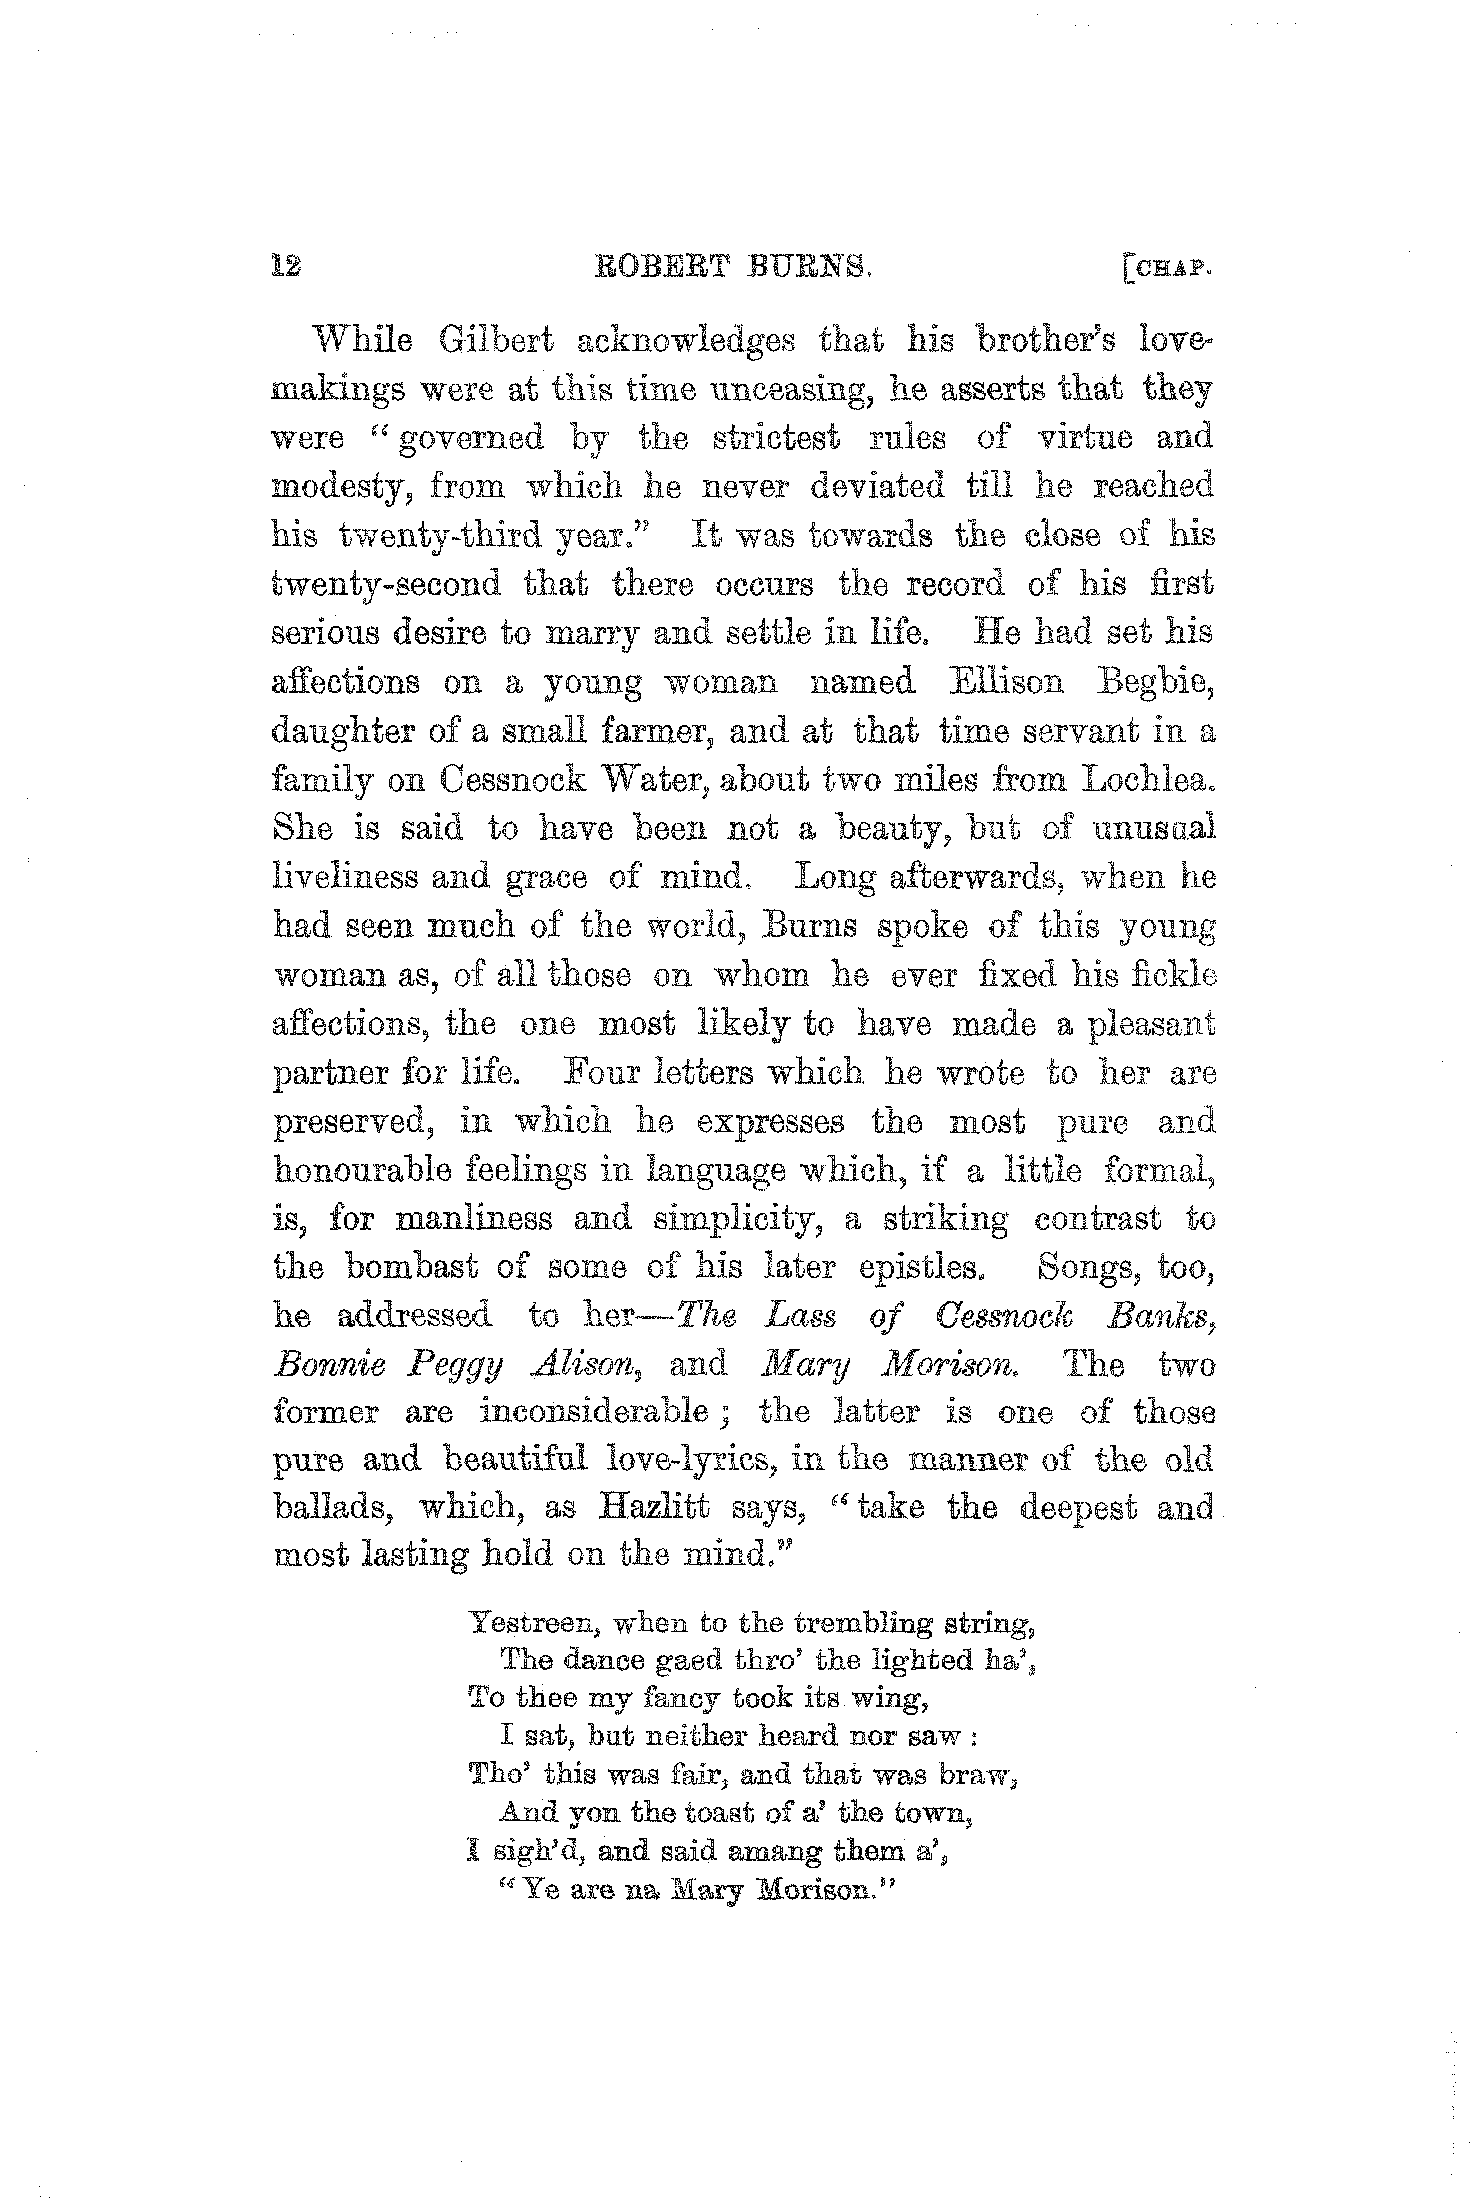 12 ROBERT BURNS. [CHAP.
While Gilbert acknowledges that his brother's love-
makings were at this time unceasing, he asserts that they
were "governed by the strictest rules of virtue and
modesty, from which he never deviated till he reached
his twenty-third year." It was towards the close of his
twenty-second that there occurs the record of his first
serious desire to marry and settle in life. He had set his
affections on a young woman named Ellison Begbie,
daughter of a small farmer, and at that time servant in a
family on Cessnock Water, about two miles from Lochlea.
She is said to have been not a beauty, but of unusual
liveliness and grace of mind. Long afterwards, when he
had seen much of the world, Burns spoke of this young
woman as, of all those on whom he ever fixed his fickle
affections, the one most likely to have made a pleasant
partner for life. Four letters which he wrote to her are
preserved, in which he expresses the most pure and
honourable feelings in language which, if a little formal,
is, for manliness and simplicity, a striking contrast to
the bombast of some of his later epistles. Songs, too,
he addressed to her—The Lass of Cessnock Banks,
Bonnie Peggy Alison, and Mary Morison. The two
former are inconsiderable; the latter is one of those
pure and beautiful love-lyrics, in the manner of the old
ballads, which, as Hazlitt says, "take the deepest and
most lasting hold on the mind."
Yestreen, when to the trembling string,
The dance gaed thro' the lighted ha',
To thee my fancy took its wing,
I sat, but neither heard nor saw:
Tho' this was fair, and that was braw,
And yon the toast of a' the town,
I sigh'd, and said amang them a',
"Ye are na Mary Morison."